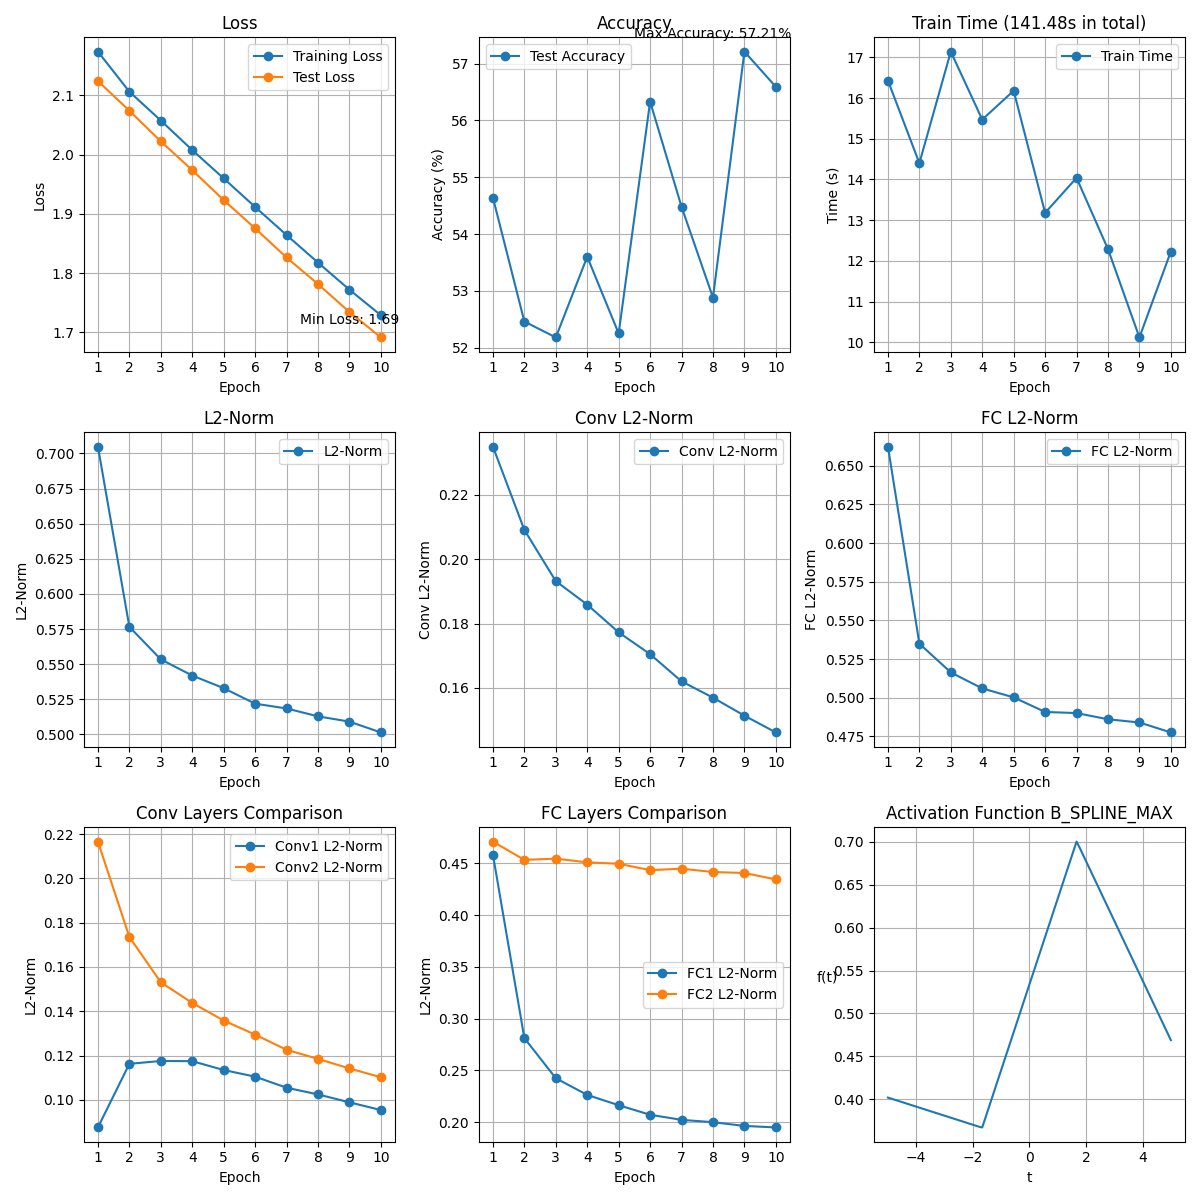 Loss
Training Loss
Test Loss
Min Loss: 1.69
2.1
2.0
1.9
1.8
1.7
Loss
1 2 3 4 5 6 7 8 9 10
Epoch
Accuracy
Max Accuracy: 57.21%
Test Accuracy
57
56
55
54
53
52
Accuracy (%)
1 2 3 4 5 6 7 8 9 10
Epoch
Train Time (141.48s in total)
Train Time
17
16
15
14
13
12
11
10
Time (s)
1 2 3 4 5 6 7 8 9 10
Epoch
L2-Norm
L2-Norm
0.700
0.675
0.650
0.625
0.600
0.575
0.550
0.525
0.500
L2-Norm
1 2 3 4 5 6 7 8 9 10
Epoch
Conv L2-Norm
Conv L2-Norm
0.22
0.20
0.18
0.16
Conv L2-Norm
1 2 3 4 5 6 7 8 9 10
Epoch
FC L2-Norm
FC L2-Norm
0.650
0.625
0.600
0.575
0.550
0.525
0.500
0.475
FC L2-Norm
1 2 3 4 5 6 7 8 9 10
Epoch
Conv Layers Comparison
Conv1 L2-Norm
Conv2 L2-Norm
0.22
0.20
0.18
0.16
0.14
0.12
0.10
L2-Norm
1 2 3 4 5 6 7 8 9 10
Epoch
FC Layers Comparison
FC1 L2-Norm
FC2 L2-Norm
0.45
0.40
0.35
0.30
0.25
0.20
L2-Norm
1 2 3 4 5 6 7 8 9 10
Epoch
Activation Function B_SPLINE_MAX
0.70
0.65
0.60
0.55
0.50
0.45
0.40
f(t)
−4 −2 0 2 4
t